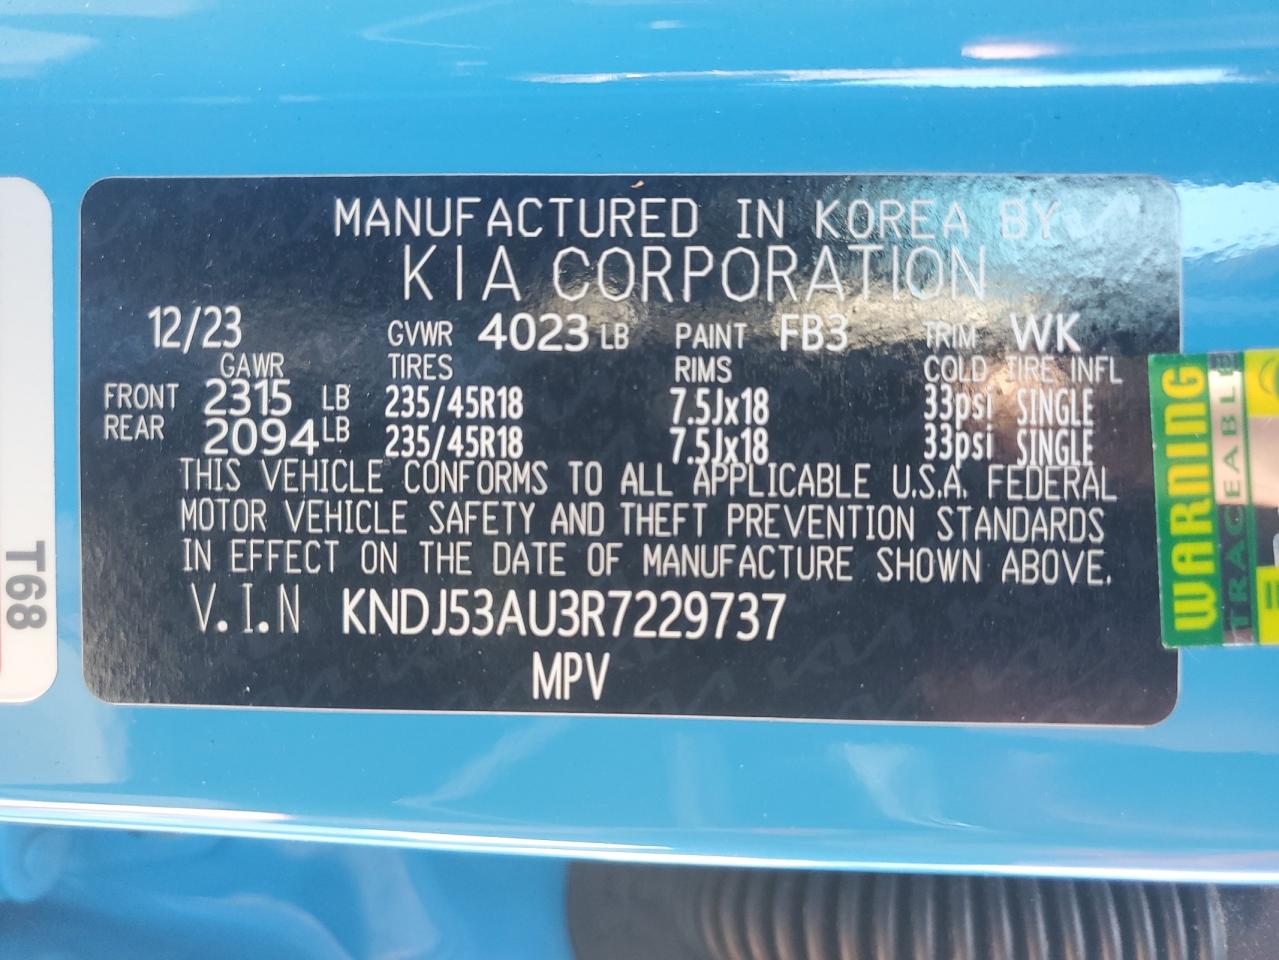 MANUFACTURED IN KOREA BY
KIA CORPORATION
12/23 GVWR 4023 LB PAINT FB3 TRIM WK
GAWR TIRES RIMS COLD TIRE INFL
FRONT 2315 LB 235/45R18 7.5Jx18 33psi SINGLE
REAR 2094 LB 235/45R18 7.5Jx18 33psi SINGLE
THIS VEHICLE CONFORMS TO ALL APPLICABLE U.S.A. FEDERAL
MOTOR VEHICLE SAFETY AND THEFT PREVENTION STANDARDS
IN EFFECT ON THE DATE OF MANUFACTURE SHOWN ABOVE.
V.I.N KNDJ53AU3R7229737
MPV
T68
WARNING
TRACEABLE